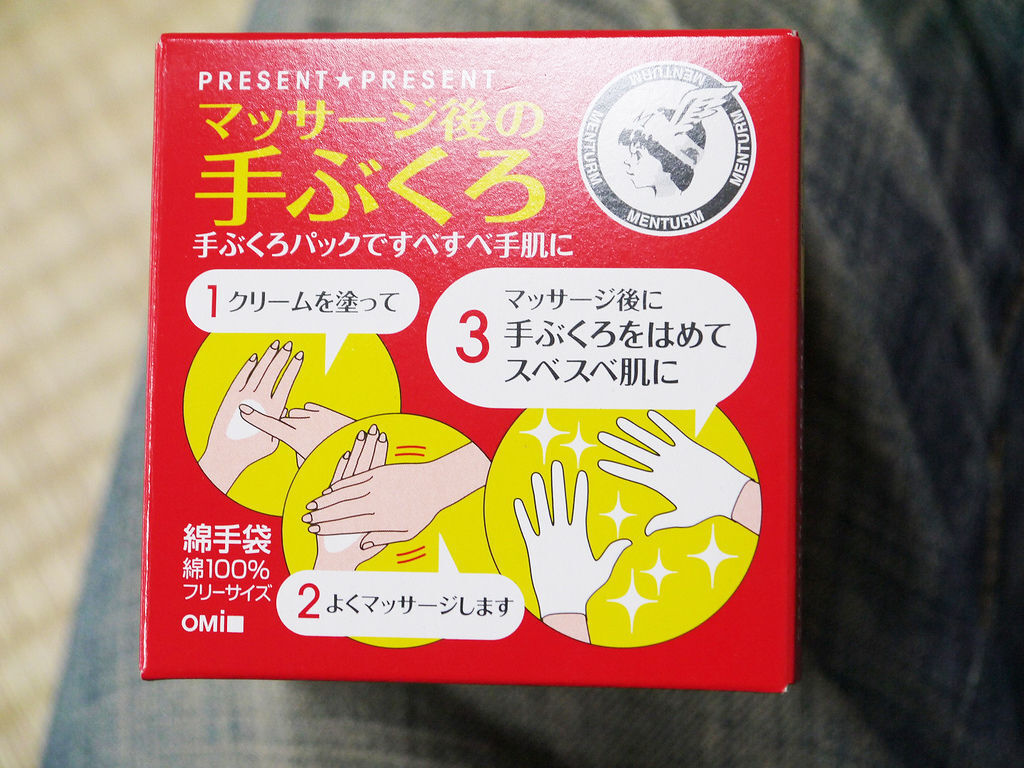 PRESENT★PRESENT
マッサージ後の
手ぶくろ
手ぶくろパックですべすべ手肌に
MENTURM
MENTURM
MENTURM
MENTURM
1 クリームを塗って
3 マッサージ後に
手ぶくろをはめて
スベスベ肌に
綿手袋
綿100%
フリーサイズ
OMi
2 よくマッサージします